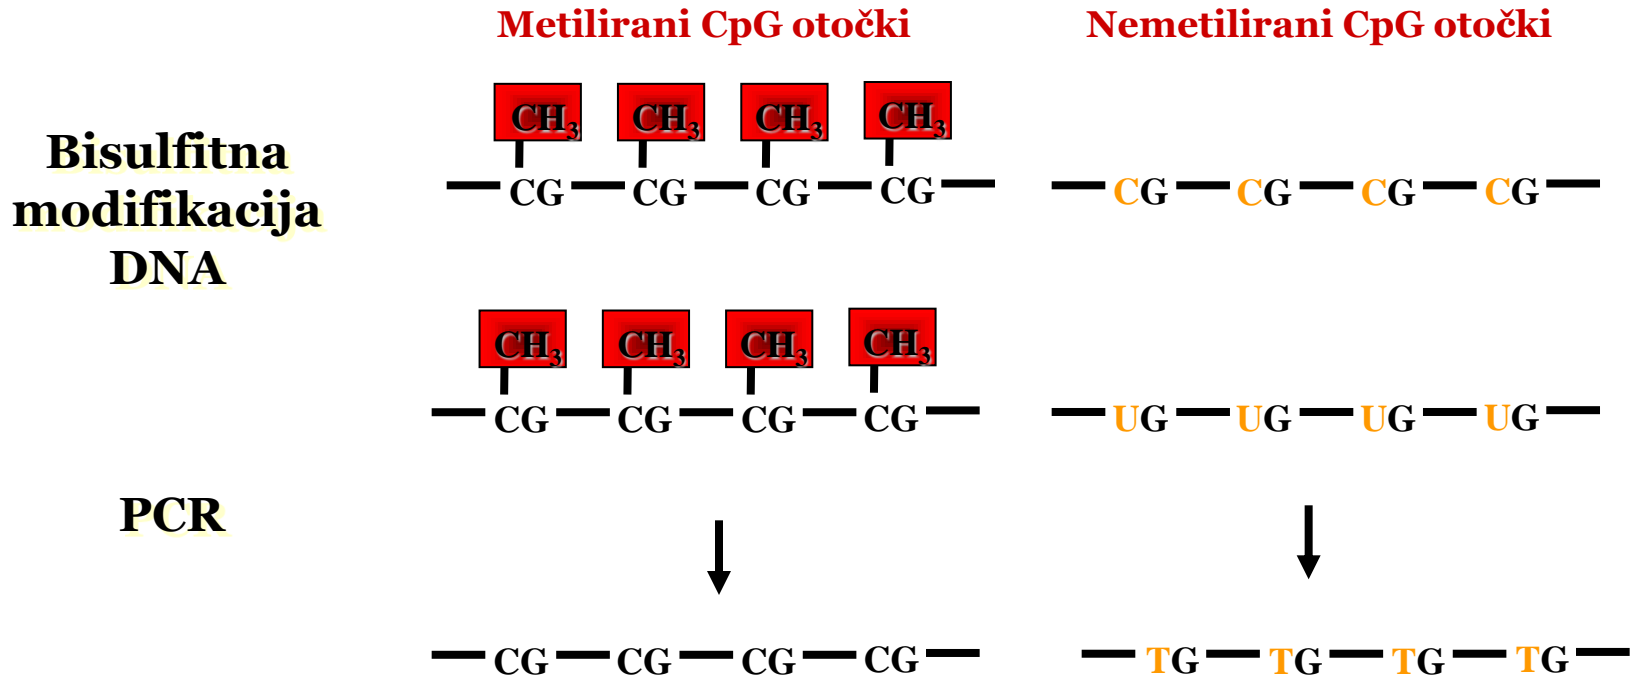 Metilirani CpG otočki Nemetilirani CpG otočki
CH3 CH3 CH3 CH3
Bisulfitna
modifikacija
DNA
CG CG CG CG CG CG CG CG
CH3 CH3 CH3 CH3
CG CG CG CG UG UG UG UG
PCR
CG CG CG CG TG TG TG TG